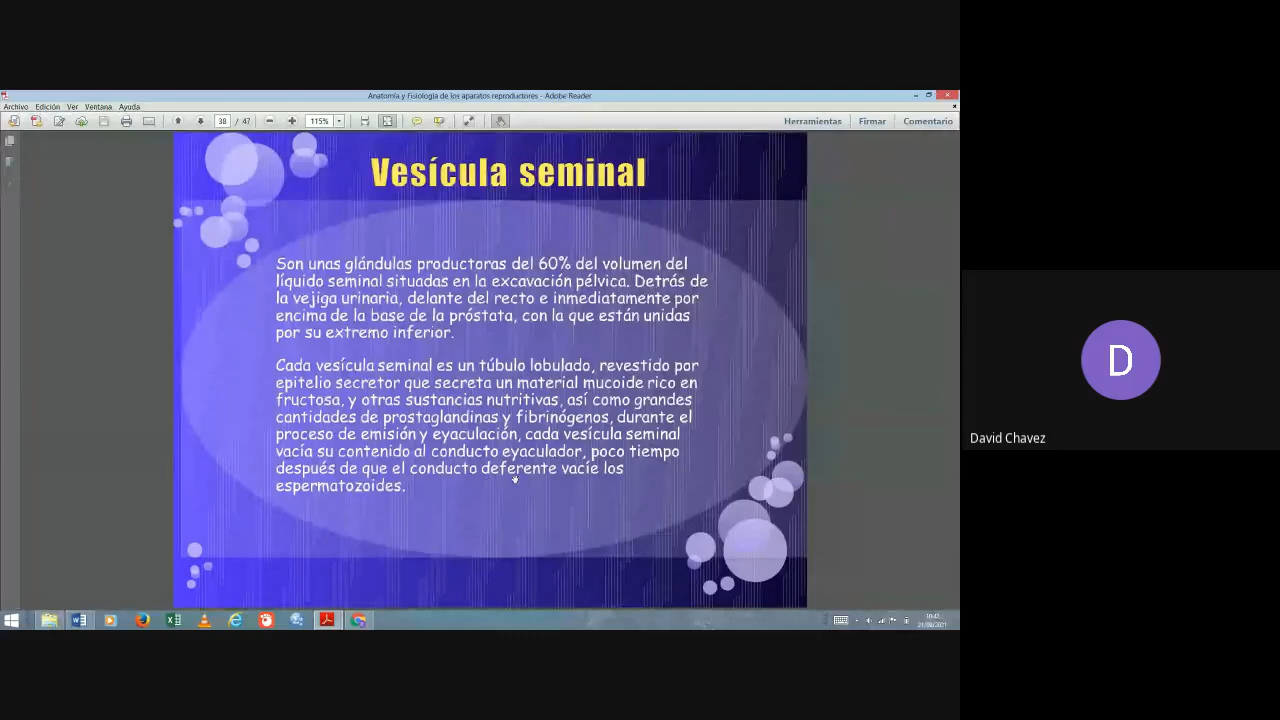 Anatomía y Fisiología de los aparatos reproductores - Adobe Reader
Archivo Edición Ver Ventana Ayuda
38 / 47 115% Herramientas Firmar Comentario
Vesícula seminal
Son unas glándulas productoras del 60% del volumen del
líquido seminal situadas en la excavación pélvica. Detrás de
la vejiga urinaria, delante del recto e inmediatamente por
encima de la base de la próstata, con la que están unidas
por su extremo inferior.
Cada vesícula seminal es un túbulo lobulado, revestido por
epitelio secretor que secreta un material mucoide rico en
fructosa, y otras sustancias nutritivas, así como grandes
cantidades de prostaglandinas y fibrinógenos, durante el
proceso de emisión y eyaculación, cada vesícula seminal
vacía su contenido al conducto eyaculador, poco tiempo
después de que el conducto deferente vacíe los
espermatozoides.
D
David Chavez